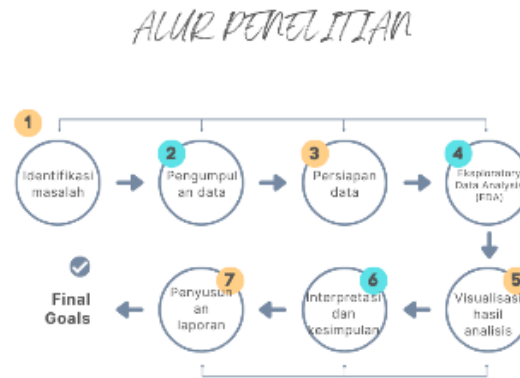 ALUR PENELITIAN
1
Identifikasi
masalah
2
Pengumpul
an data
3
Persiapan
data
4
Eksploratory
Data Analysis
(EDA)
5
Visualisasi
hasil
analisis
6
Interpretasi
dan
kesimpulan
7
Penyusun
an
laporan
Final
Goals